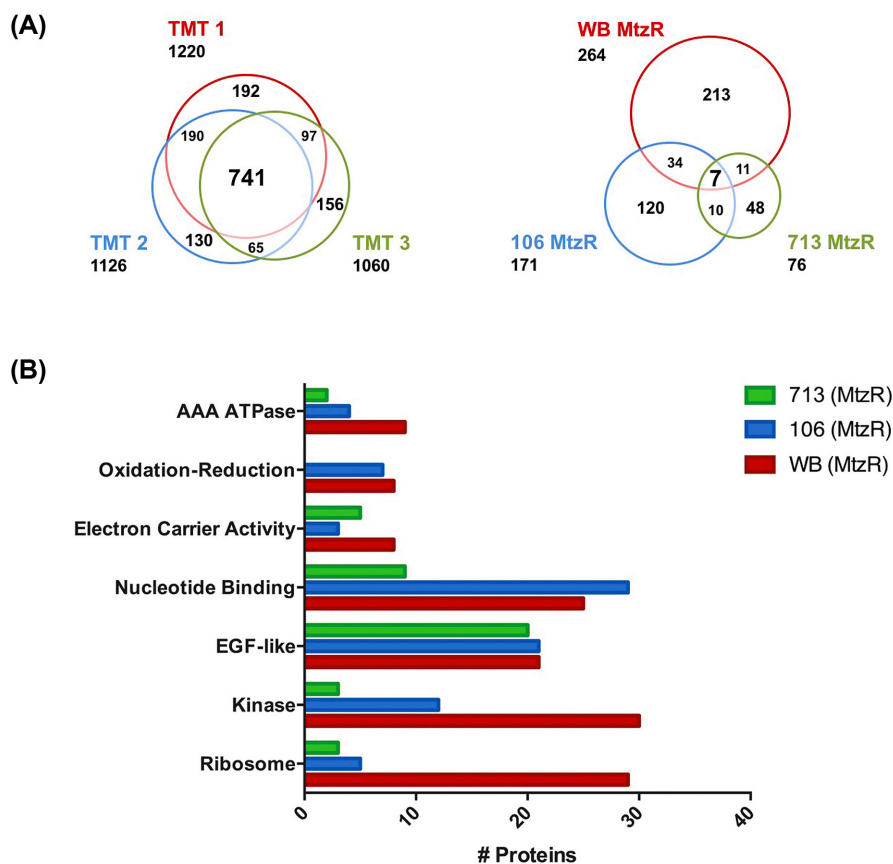 (A)
TMT 1
1220
192
190
97
741
156
130
65
TMT 2
1126
TMT 3
1060
WB MtzR
264
213
34
11
7
120
10
48
106 MtzR
171
713 MtzR
76
(B)
AAA ATPase
Oxidation-Reduction
Electron Carrier Activity
Nucleotide Binding
EGF-like
Kinase
Ribosome
0
10
20
30
40
# Proteins
713 (MtzR)
106 (MtzR)
WB (MtzR)